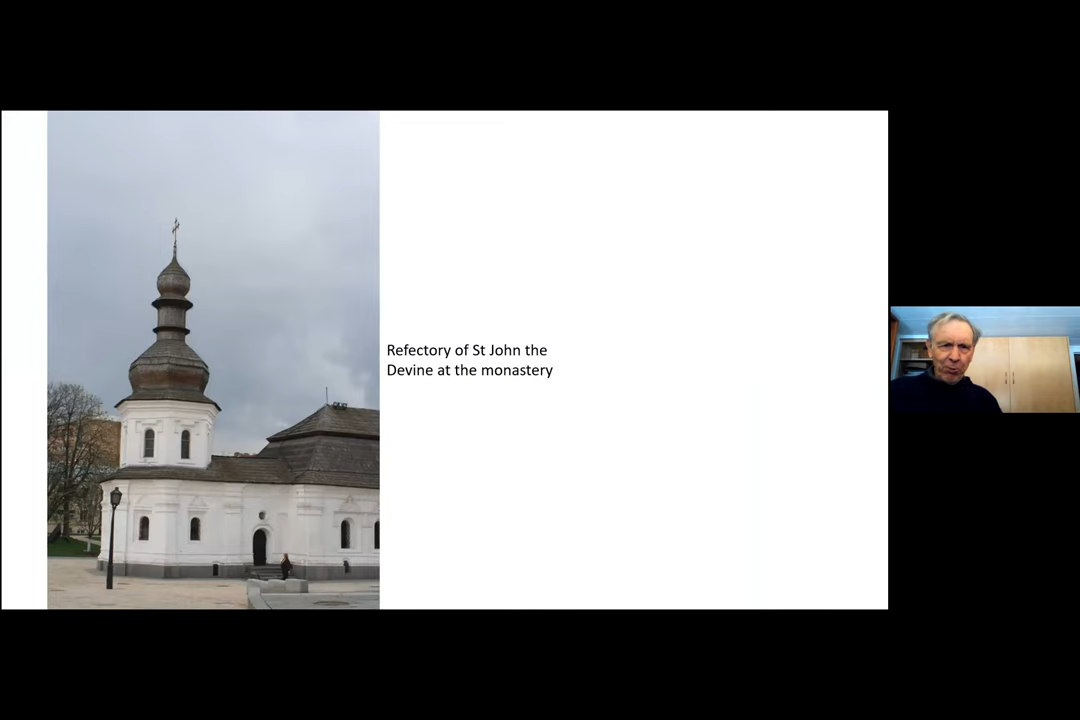 Refectory of St John the
Devine at the monastery